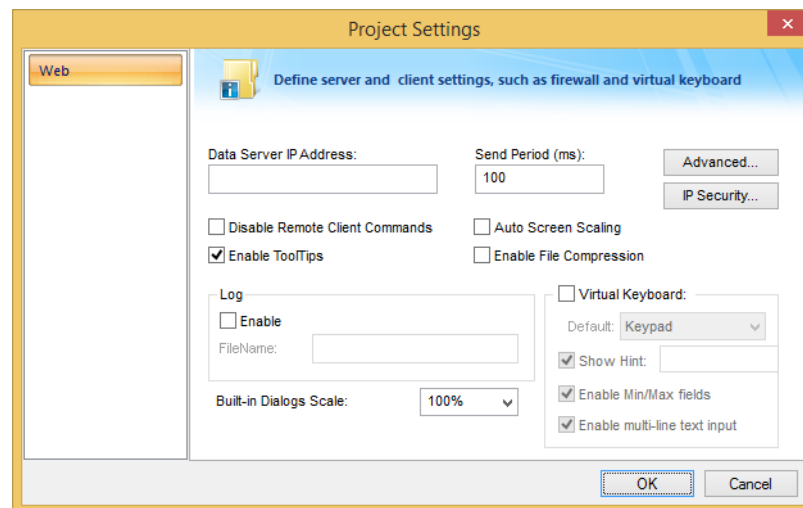 Project Settings
Web
Define server and client settings, such as firewall and virtual keyboard
Data Server IP Address:
Send Period (ms):
100
Advanced...
IP Security...
Disable Remote Client Commands
Auto Screen Scaling
Enable ToolTips
Enable File Compression
Log
Enable
FileName:
Built-in Dialogs Scale:
100%
Virtual Keyboard:
Default: Keypad
Show Hint:
Enable Min/Max fields
Enable multi-line text input
OK
Cancel